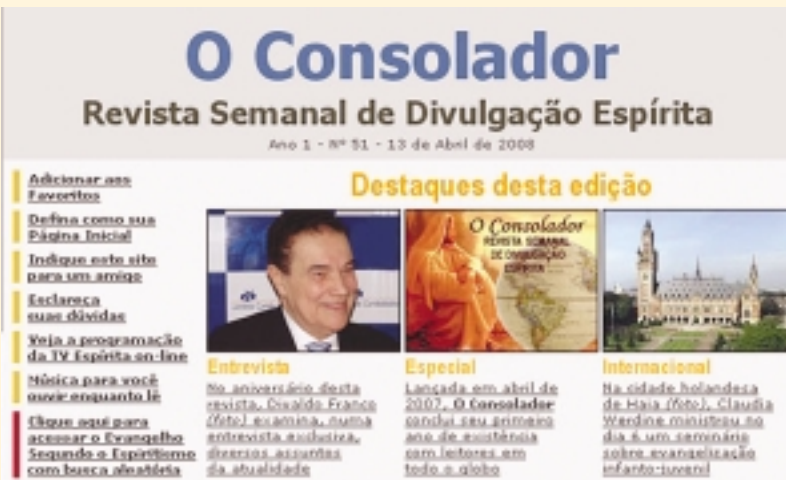 O Consolador
Revista Semanal de Divulgação Espírita
Ano 1 - Nº 51 - 13 de Abril de 2008
Adicionar aos
Favoritos
Defina como sua
Página Inicial
Indique este site
para um amigo
Esclareça
suas dúvidas
Veja a programação
da TV Espírita on-line
Música para você
ouvir enquanto lê
Clique aqui para
acessar o Evangelho
Segundo o Espiritismo
com busca aleatória
Destaques desta edição
O Consolador
REVISTA SEMANAL
DE DIVULGAÇÃO
ESPÍRITA
Entrevista
No aniversário desta
revista, Divaldo Franco
(foto) examina, numa
entrevista exclusiva,
diversos assuntos
da atualidade
Especial
Lançada em abril de
2007, O Consolador
conclui seu primeiro
ano de existência
com leitores em
todo o globo
Internacional
Na cidade holandesa
de Haia (foto), Claudia
Werdine ministrou no
dia 6 um seminário
sobre evangelização
infanto-juvenil